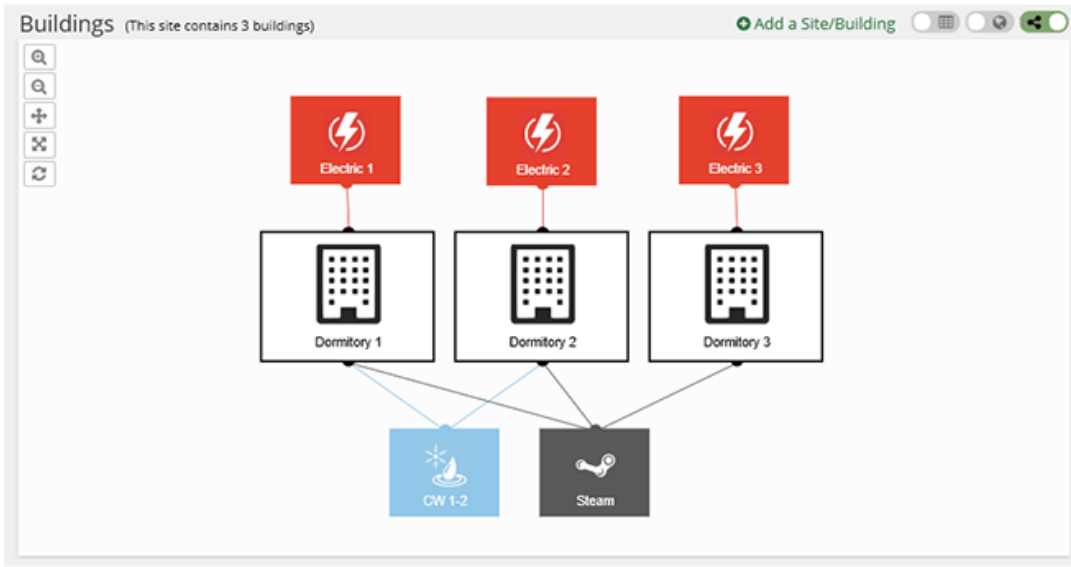 Buildings (This site contains 3 buildings)
Add a Site/Building
Electric 1
Electric 2
Electric 3
Dormitory 1
Dormitory 2
Dormitory 3
CW 1-2
Steam